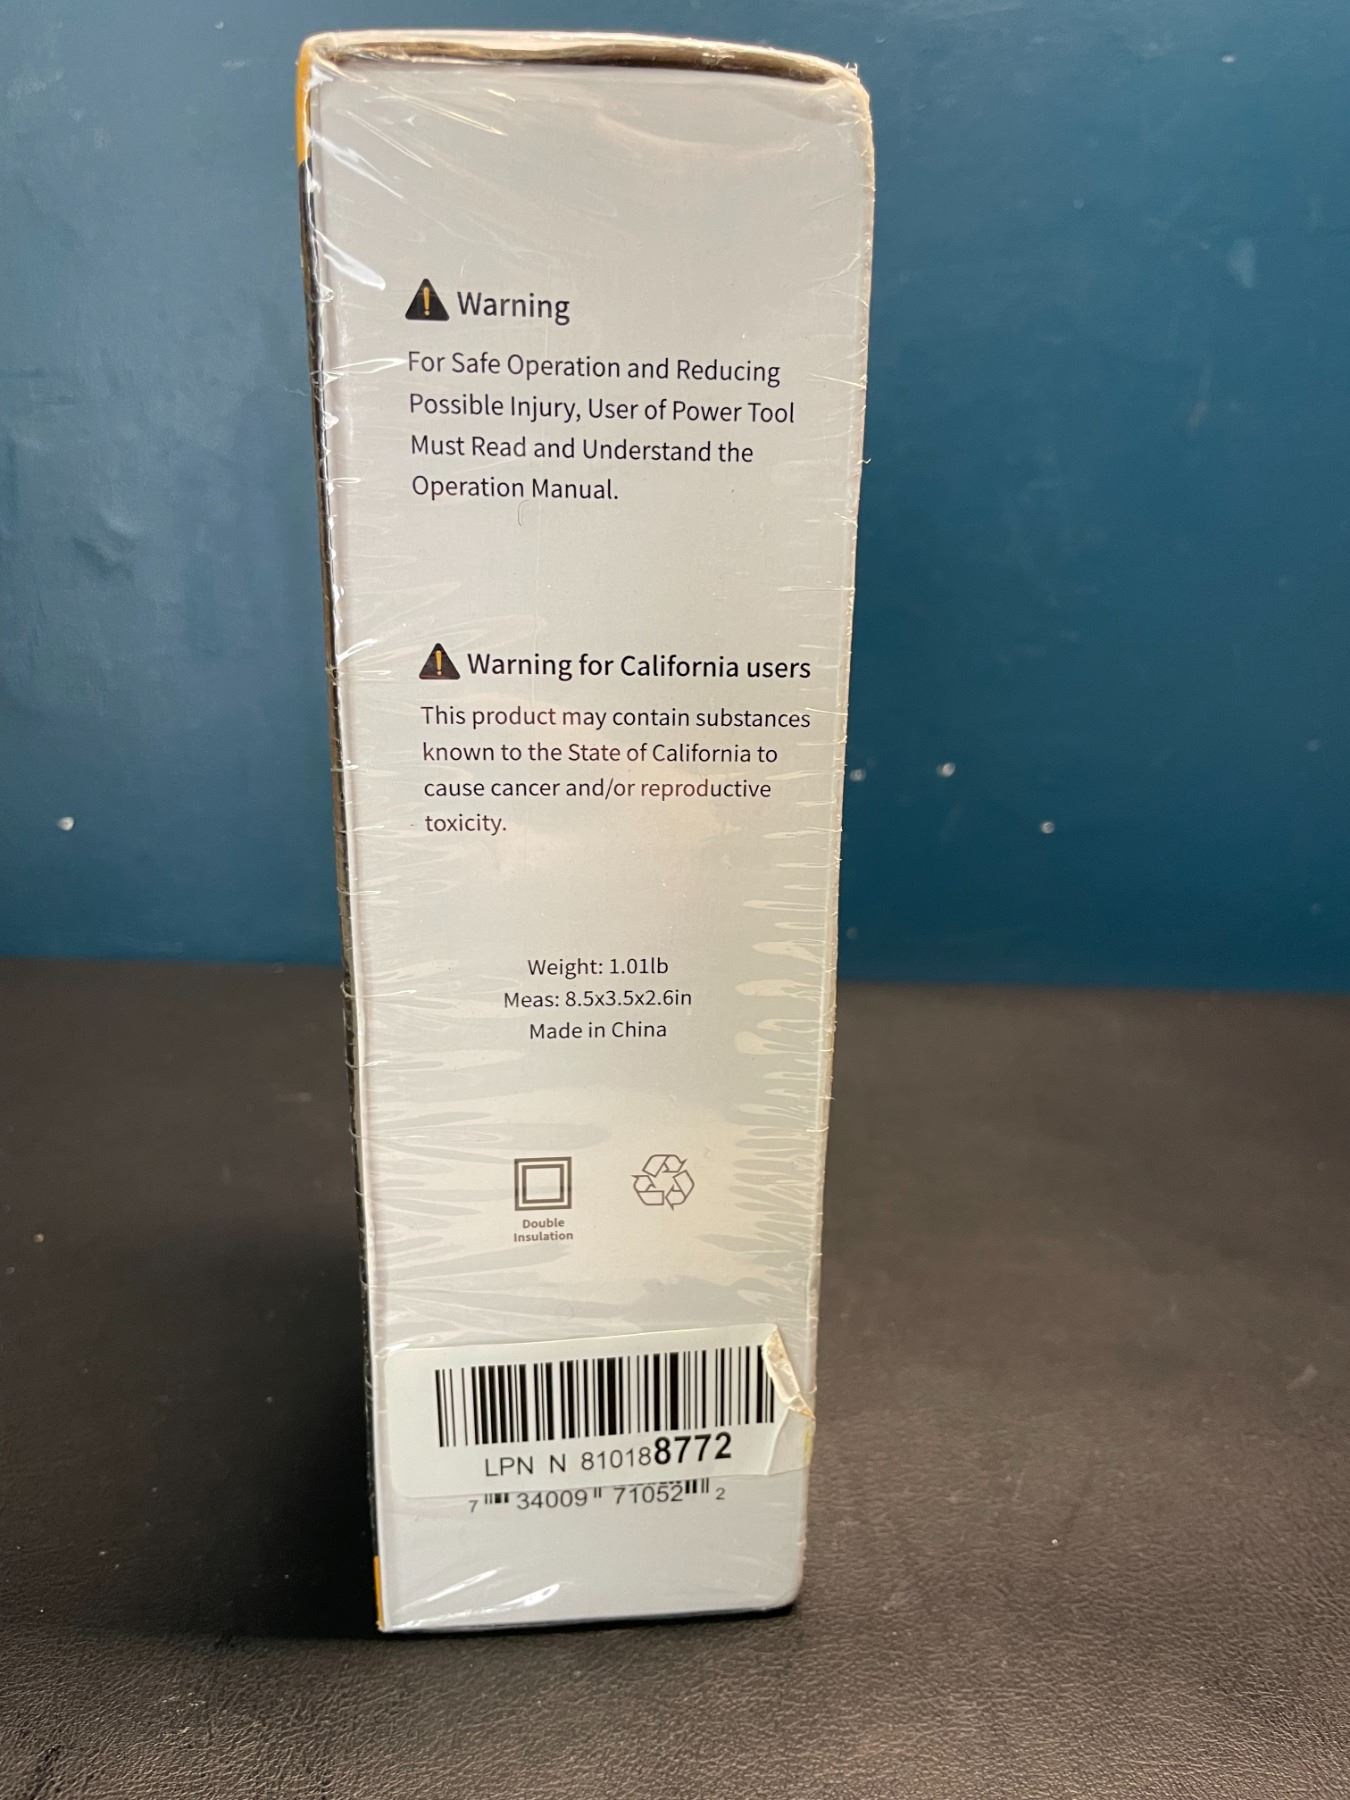 Warning
For Safe Operation and Reducing
Possible Injury, User of Power Tool
Must Read and Understand the
Operation Manual.
Warning for California users
This product may contain substances
known to the State of California to
cause cancer and/or reproductive
toxicity.
Weight: 1.01lb
Meas: 8.5x3.5x2.6in
Made in China
Double
Insulation
LPN N 810188772
7 34009 71052 2